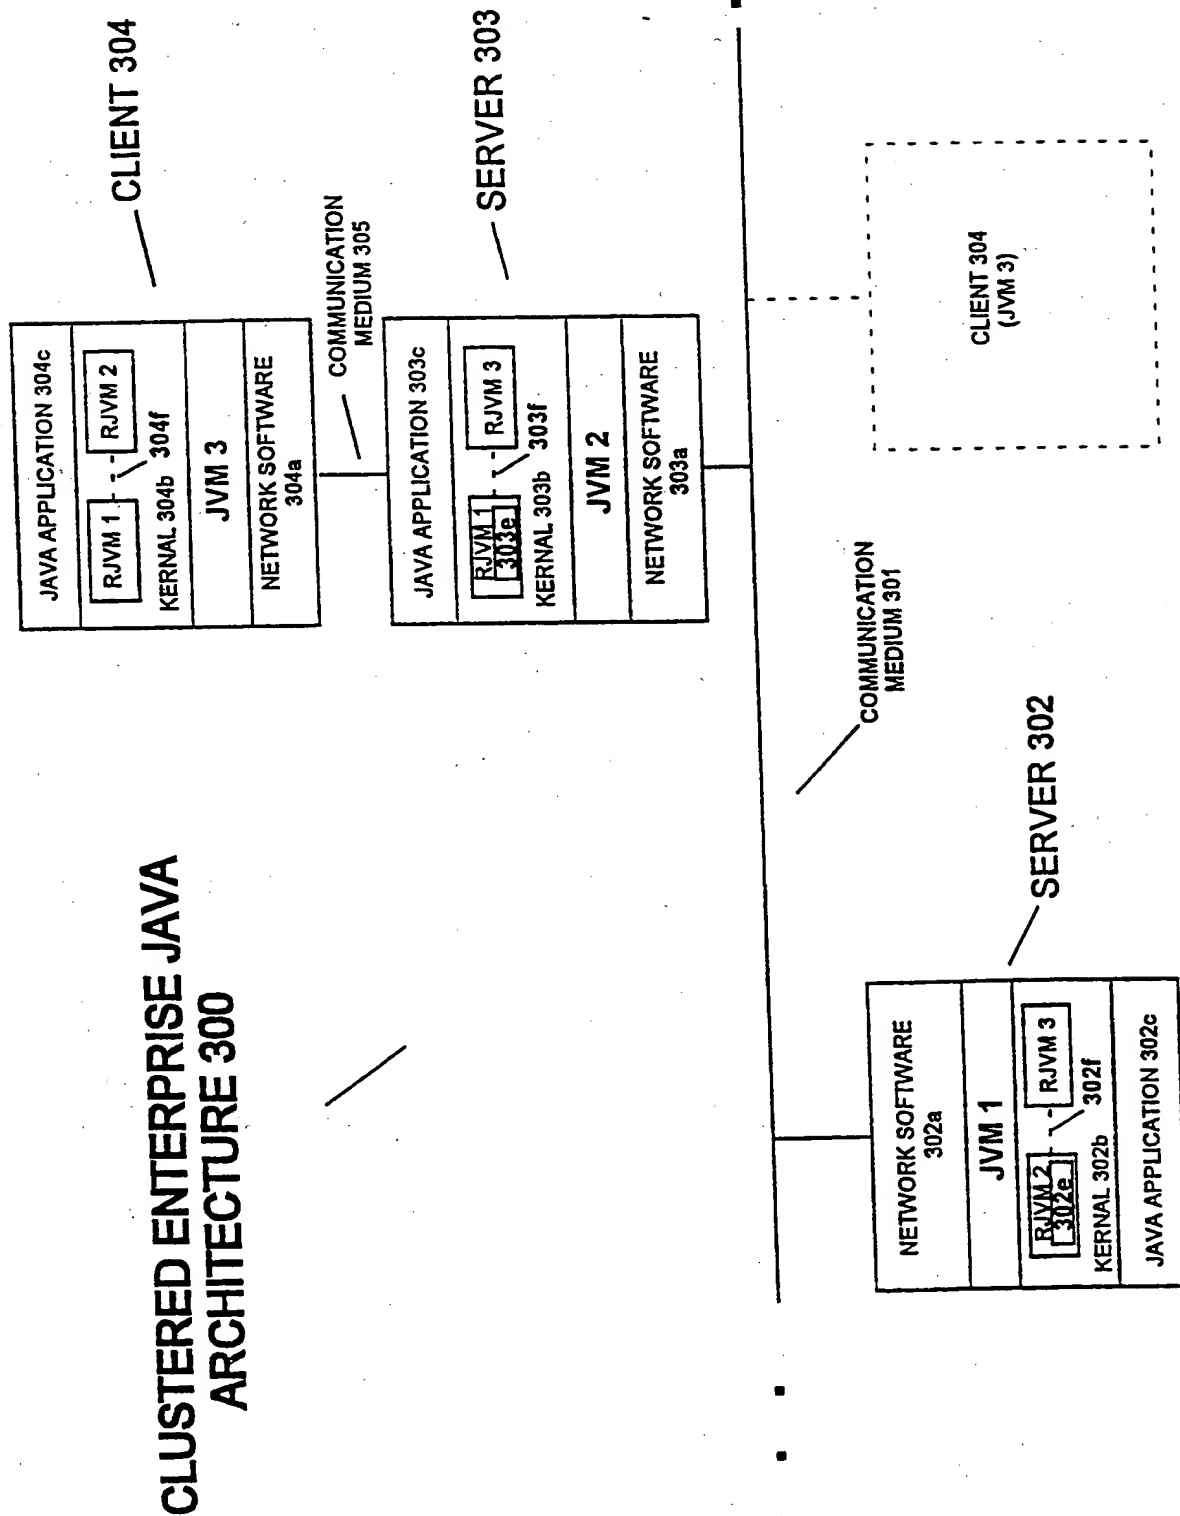 CLUSTERED ENTERPRISE JAVA
ARCHITECTURE 300
CLIENT 304
JAVA APPLICATION 304c
RJVM 1
RJVM 2
304f
KERNAL 304b
JVM 3
NETWORK SOFTWARE
304a
COMMUNICATION
MEDIUM 305
SERVER 303
JAVA APPLICATION 303c
RJVM 1
303e
RJVM 3
303f
KERNAL 303b
JVM 2
NETWORK SOFTWARE
303a
COMMUNICATION
MEDIUM 301
SERVER 302
NETWORK SOFTWARE
302a
JVM 1
RJVM 2
302e
RJVM 3
302f
KERNAL 302b
JAVA APPLICATION 302c
CLIENT 304
(JVM 3)